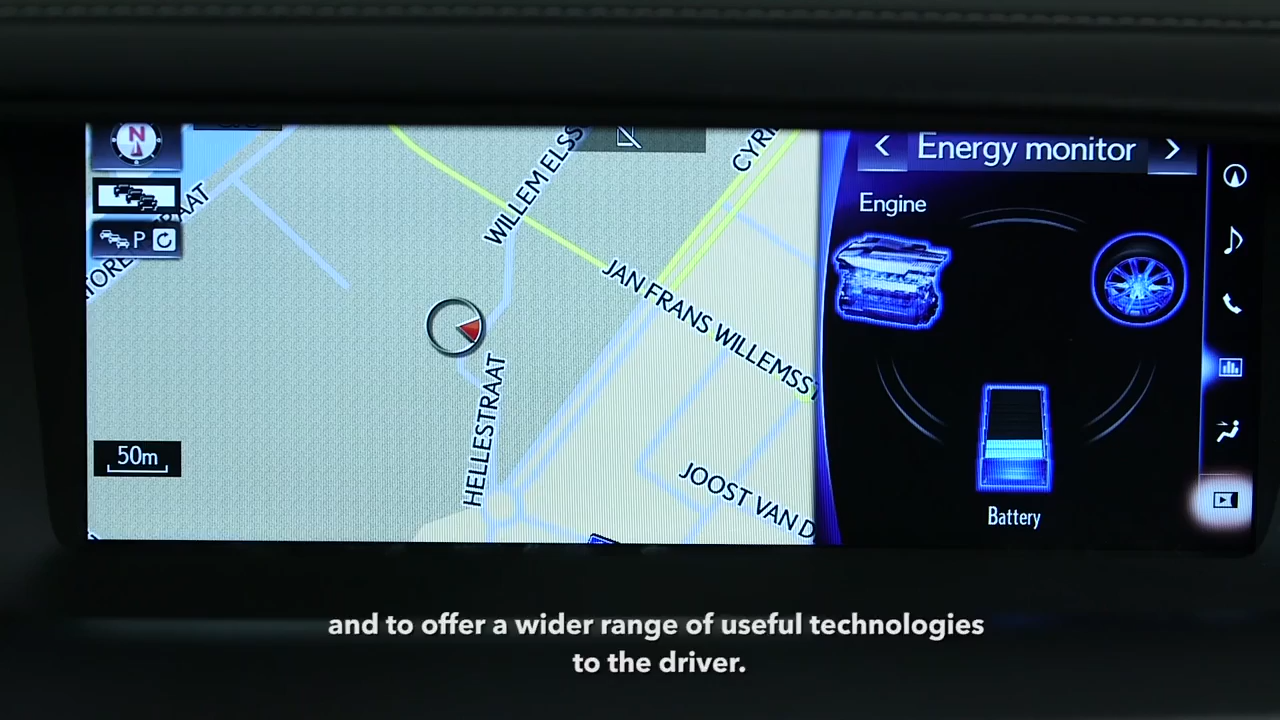 N
P
50m
WILLEM ELSS
CYRI
JAN FRANS WILLEMSST
HELLESTRAAT
JOOST VAN D
Energy monitor
Engine
Battery
and to offer a wider range of useful technologies
to the driver.